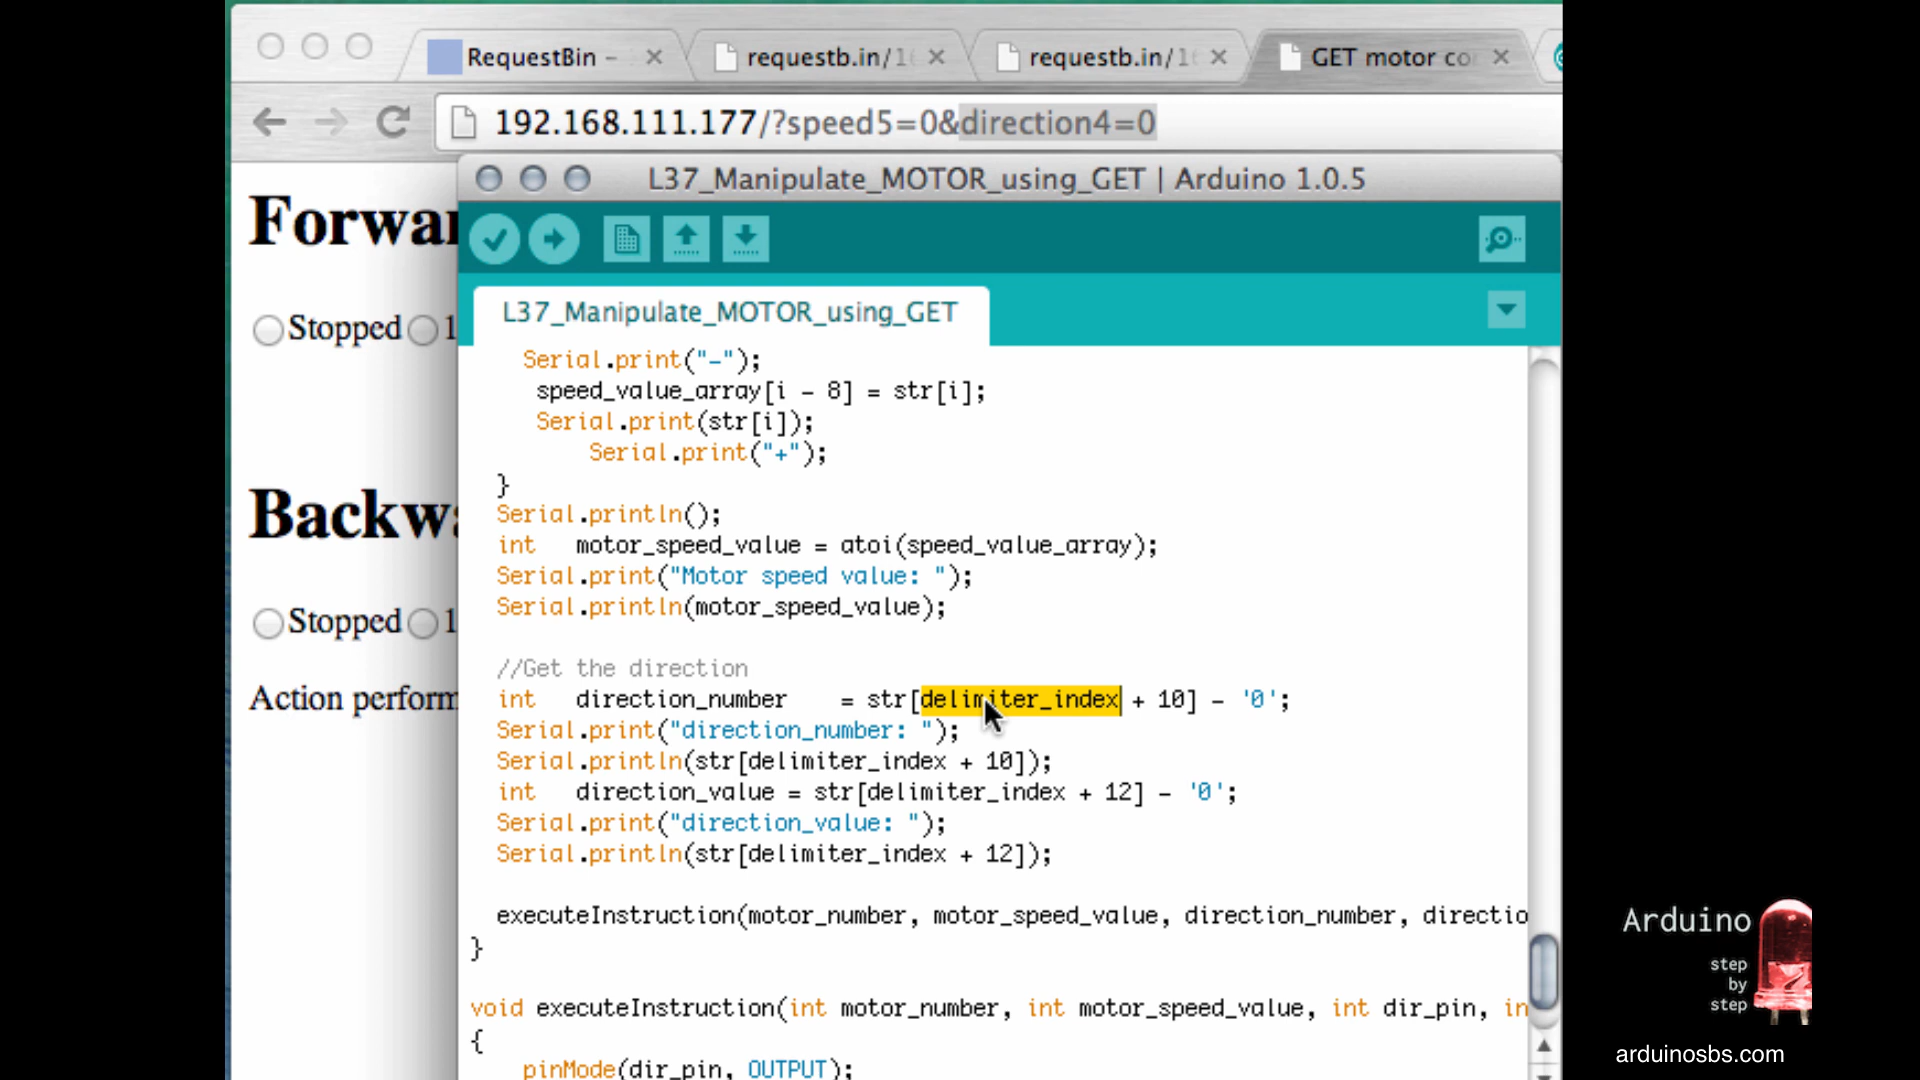 RequestBin –
requestb.in/1
requestb.in/1
GET motor co
192.168.111.177/?speed5=0&direction4=0
L37_Manipulate_MOTOR_using_GET | Arduino 1.0.5
L37_Manipulate_MOTOR_using_GET
Forwar
Stopped 1
Backwa
Stopped 1
Action perform
Serial.print("-");
speed_value_array[i - 8] = str[i];
Serial.print(str[i]);
Serial.print("+");
}
Serial.println();
int motor_speed_value = atoi(speed_value_array);
Serial.print("Motor speed value: ");
Serial.println(motor_speed_value);
//Get the direction
int direction_number = str[delimiter_index + 10] - '0';
Serial.print("direction_number: ");
Serial.println(str[delimiter_index + 10]);
int direction_value = str[delimiter_index + 12] - '0';
Serial.print("direction_value: ");
Serial.println(str[delimiter_index + 12]);
executeInstruction(motor_number, motor_speed_value, direction_number, directio
}
void executeInstruction(int motor_number, int motor_speed_value, int dir_pin, in
{
pinMode(dir_pin, OUTPUT);
Arduino
step
by
step
arduinosbs.com